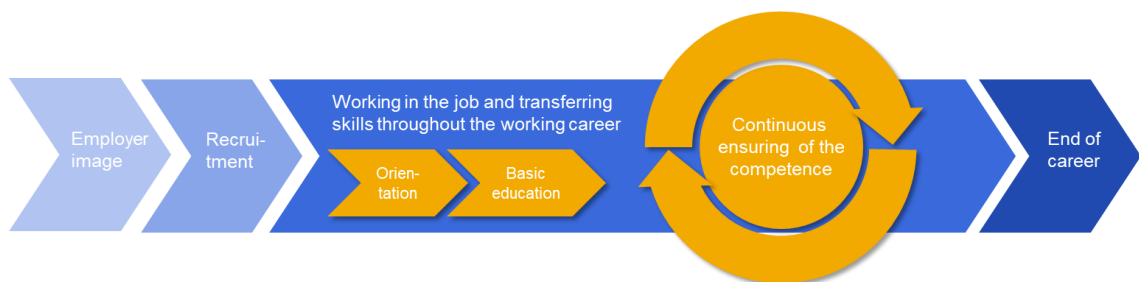 Employer
image
Recrui-
tment
Working in the job and transferring
skills throughout the working career
Orien-
tation
Basic
education
Continuous
ensuring of the
competence
End of
career